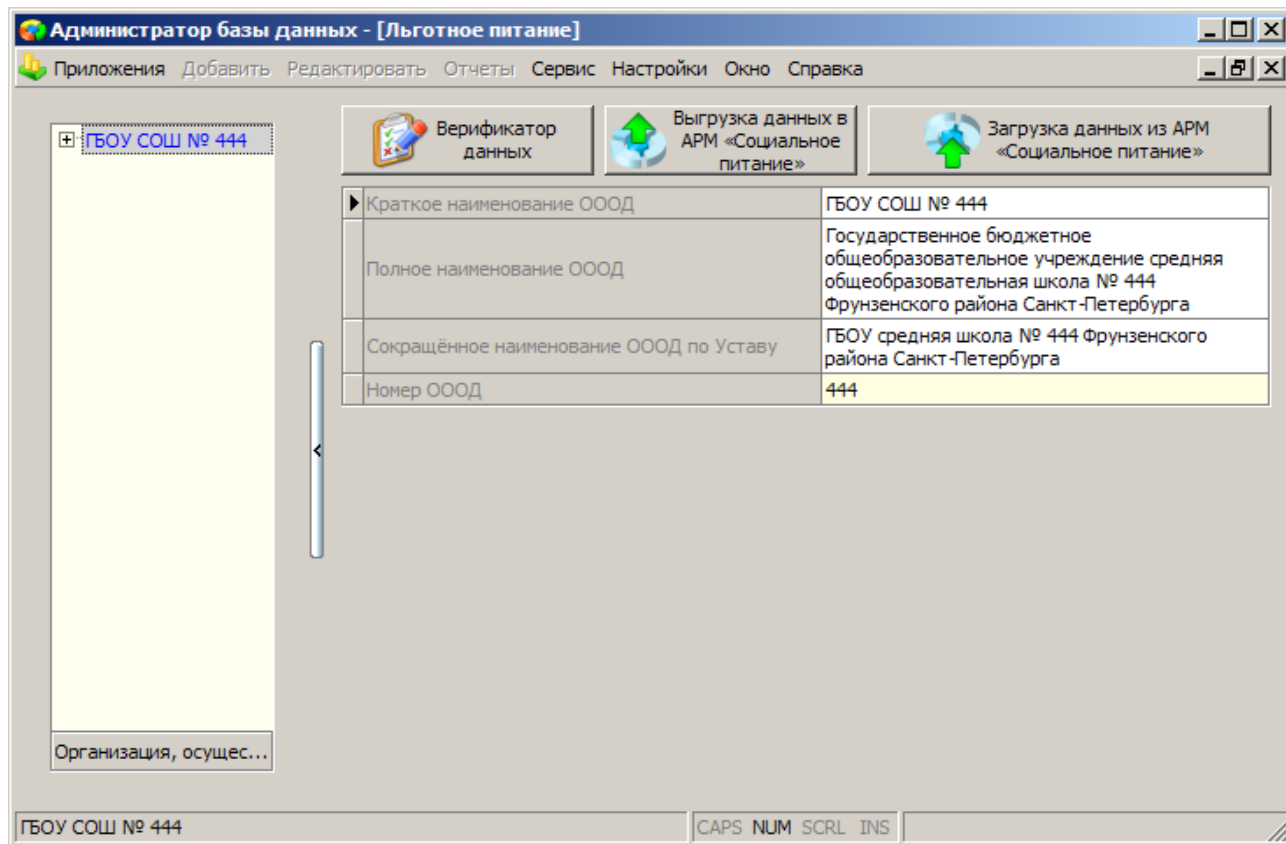 Администратор базы данных - [Льготное питание]
Приложения Добавить Редактировать Отчеты Сервис Настройки Окно Справка
ГБОУ СОШ № 444
Верификатор
данных
Выгрузка данных в
АРМ «Социальное
питание»
Загрузка данных из АРМ
«Социальное питание»
Краткое наименование ОООД
ГБОУ СОШ № 444
Полное наименование ОООД
Государственное бюджетное
общеобразовательное учреждение средняя
общеобразовательная школа № 444
Фрунзенского района Санкт-Петербурга
Сокращённое наименование ОООД по Уставу
ГБОУ средняя школа № 444 Фрунзенского
района Санкт-Петербурга
Номер ОООД
444
Организация, осущес...
ГБОУ СОШ № 444
CAPS NUM SCRL INS